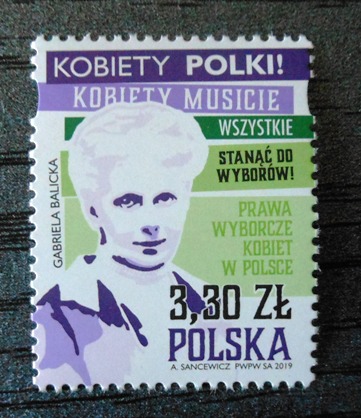 KOBIETY POLKI!
KOBIETY MUSICIE
WSZYSTKIE
STANĄĆ DO
WYBORÓW!
GABRIELA BALICKA
PRAWA
WYBORCZE
KOBIET
W POLSCE
3,30 ZŁ
POLSKA
A. SANCEWICZ PWPW SA 2019